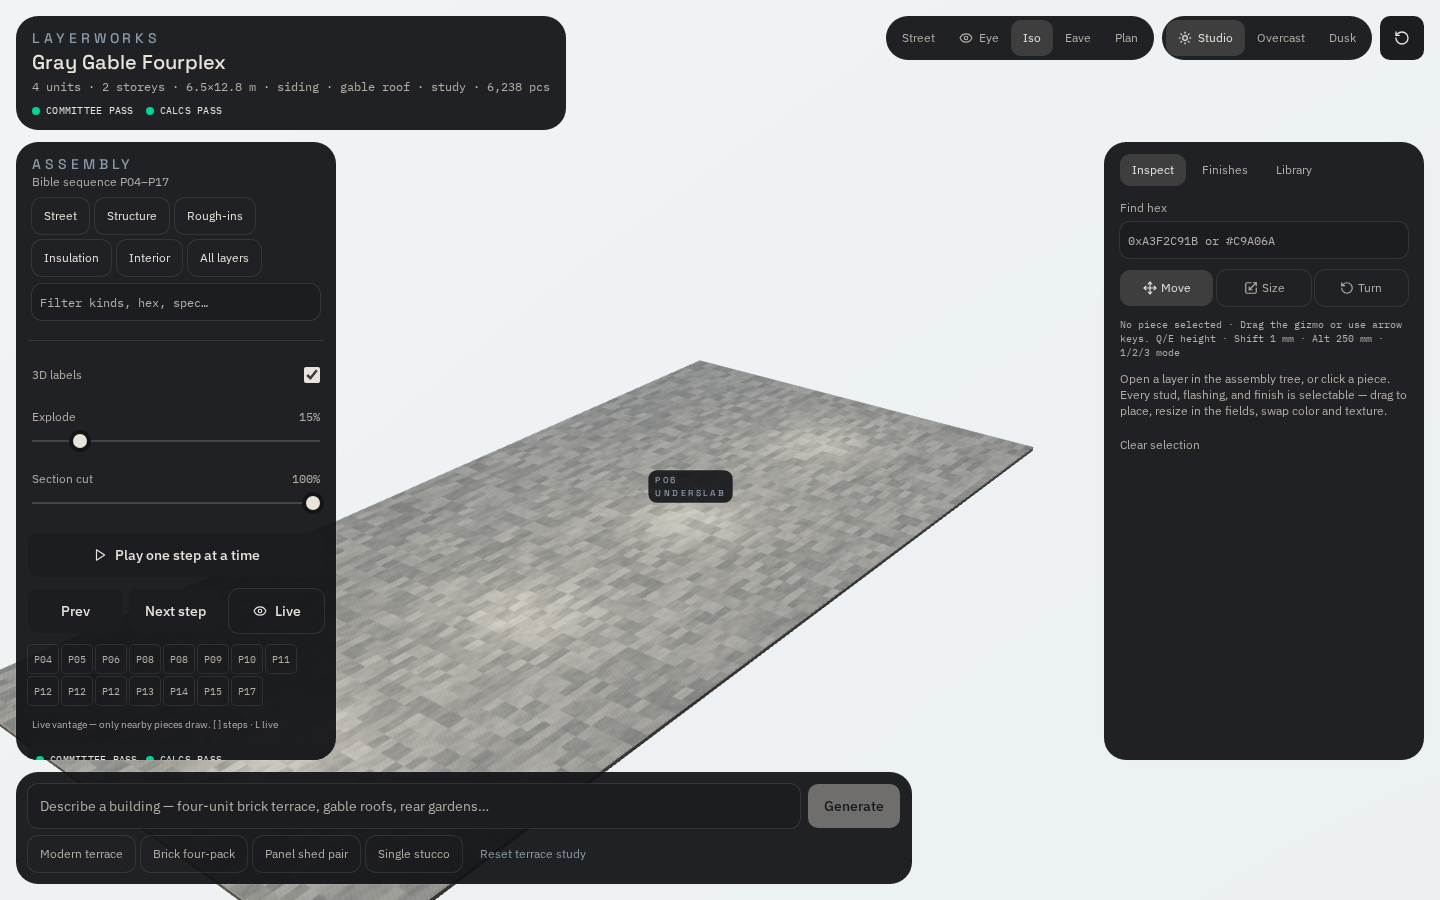 LAYERWORKS
Gray Gable Fourplex
4 units · 2 storeys · 6.5×12.8 m · siding · gable roof · study · 6,238 pcs
COMMITTEE PASS CALCS PASS
Street Eye Iso Eave Plan
Studio Overcast Dusk
ASSEMBLY
Bible sequence P04–P17
Street Structure Rough-ins
Insulation Interior All layers
Filter kinds, hex, spec…
3D labels
Explode 15%
Section cut 100%
Play one step at a time
Prev Next step Live
P04 P05 P06 P08 P08 P09 P10 P11
P12 P12 P12 P13 P14 P15 P17
Live vantage — only nearby pieces draw. [ ] steps · L live
COMMITTEE PASS CALCS PASS
P06
UNDERSLAB
Inspect Finishes Library
Find hex
0xA3F2C91B or #C9A06A
Move Size Turn
No piece selected · Drag the gizmo or use arrow
keys. Q/E height · Shift 1 mm · Alt 250 mm ·
1/2/3 mode
Open a layer in the assembly tree, or click a piece.
Every stud, flashing, and finish is selectable — drag to
place, resize in the fields, swap color and texture.
Clear selection
Describe a building — four-unit brick terrace, gable roofs, rear gardens…
Generate
Modern terrace Brick four-pack Panel shed pair Single stucco Reset terrace study